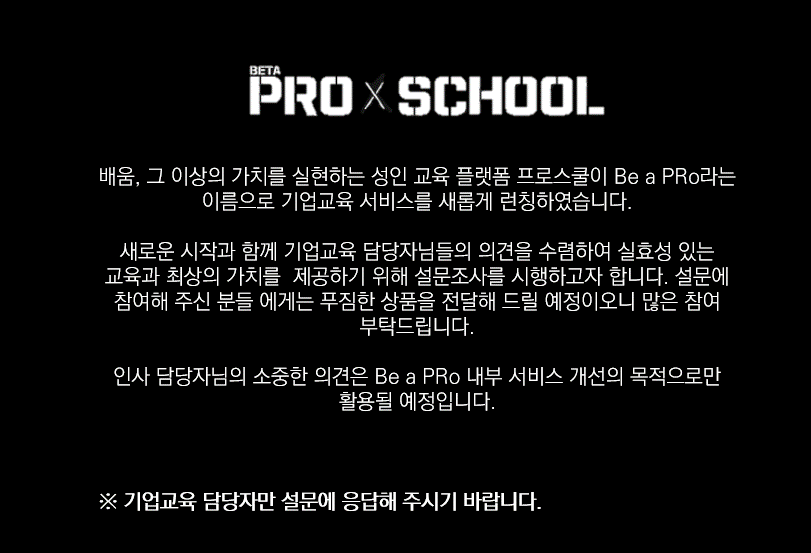 BETA
PRO X SCHOOL
배움, 그 이상의 가치를 실현하는 성인 교육 플랫폼 프로스쿨이 Be a PRo라는
이름으로 기업교육 서비스를 새롭게 런칭하였습니다.
새로운 시작과 함께 기업교육 담당자님들의 의견을 수렴하여 실효성 있는
교육과 최상의 가치를  제공하기 위해 설문조사를 시행하고자 합니다. 설문에
참여해 주신 분들 에게는 푸짐한 상품을 전달해 드릴 예정이오니 많은 참여
부탁드립니다.
인사 담당자님의 소중한 의견은 Be a PRo 내부 서비스 개선의 목적으로만
활용될 예정입니다.
※ 기업교육 담당자만 설문에 응답해 주시기 바랍니다.